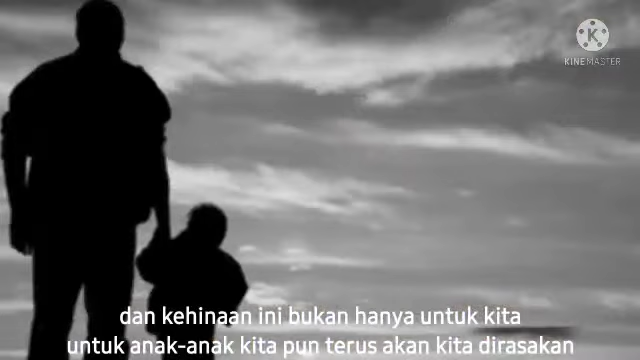 KINEMASTER
dan kehinaan ini bukan hanya untuk kita
untuk anak-anak kita pun terus akan kita dirasakan